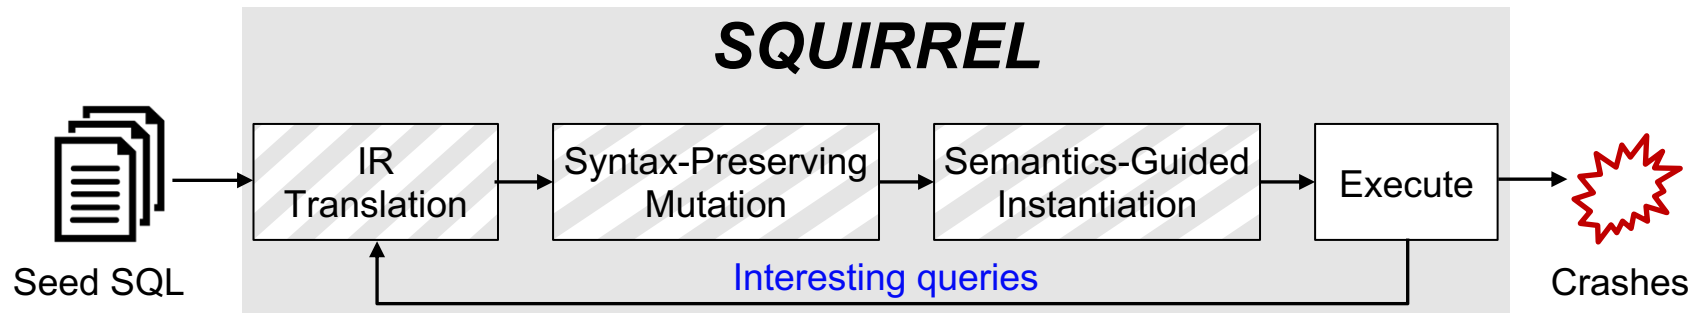 SQUIRREL
Seed SQL
IR
Translation
Syntax-Preserving
Mutation
Semantics-Guided
Instantiation
Execute
Interesting queries
Crashes